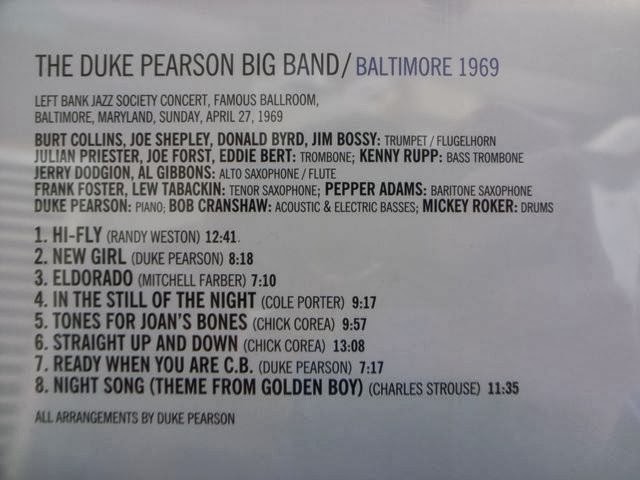 THE DUKE PEARSON BIG BAND/BALTIMORE 1969
LEFT BANK JAZZ SOCIETY CONCERT, FAMOUS BALLROOM,
BALTIMORE, MARYLAND, SUNDAY, APRIL 27, 1969
BURT COLLINS, JOE SHEPLEY, DONALD BYRD, JIM BOSSY: TRUMPET / FLUGELHORN
JULIAN PRIESTER, JOE FORST, EDDIE BERT: TROMBONE; KENNY RUPP: BASS TROMBONE
JERRY DODGION, AL GIBBONS: ALTO SAXOPHONE / FLUTE
FRANK FOSTER, LEW TABACKIN: TENOR SAXOPHONE; PEPPER ADAMS: BARITONE SAXOPHONE
DUKE PEARSON: PIANO; BOB CRANSHAW: ACOUSTIC & ELECTRIC BASSES; MICKEY ROKER: DRUMS
1. HI-FLY (RANDY WESTON) 12:41
2. NEW GIRL (DUKE PEARSON) 8:18
3. ELDORADO (MITCHELL FARBER) 7:10
4. IN THE STILL OF THE NIGHT (COLE PORTER) 9:17
5. TONES FOR JOAN'S BONES (CHICK COREA) 9:57
6. STRAIGHT UP AND DOWN (CHICK COREA) 13:08
7. READY WHEN YOU ARE C.B. (DUKE PEARSON) 7:17
8. NIGHT SONG (THEME FROM GOLDEN BOY) (CHARLES STROUSE) 11:35
ALL ARRANGEMENTS BY DUKE PEARSON